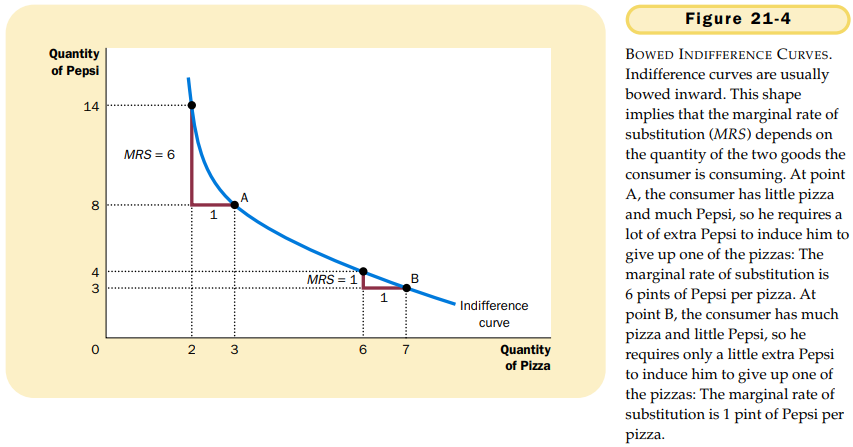 Quantity
of Pepsi
14
MRS = 6
8
A
1
4
MRS = 1
B
3
1
Indifference
curve
0
2
3
6
7
Quantity
of Pizza
Figure 21-4
BOWED INDIFFERENCE CURVES.
Indifference curves are usually
bowed inward. This shape
implies that the marginal rate of
substitution (MRS) depends on
the quantity of the two goods the
consumer is consuming. At point
A, the consumer has little pizza
and much Pepsi, so he requires a
lot of extra Pepsi to induce him to
give up one of the pizzas: The
marginal rate of substitution is
6 pints of Pepsi per pizza. At
point B, the consumer has much
pizza and little Pepsi, so he
requires only a little extra Pepsi
to induce him to give up one of
the pizzas: The marginal rate of
substitution is 1 pint of Pepsi per
pizza.